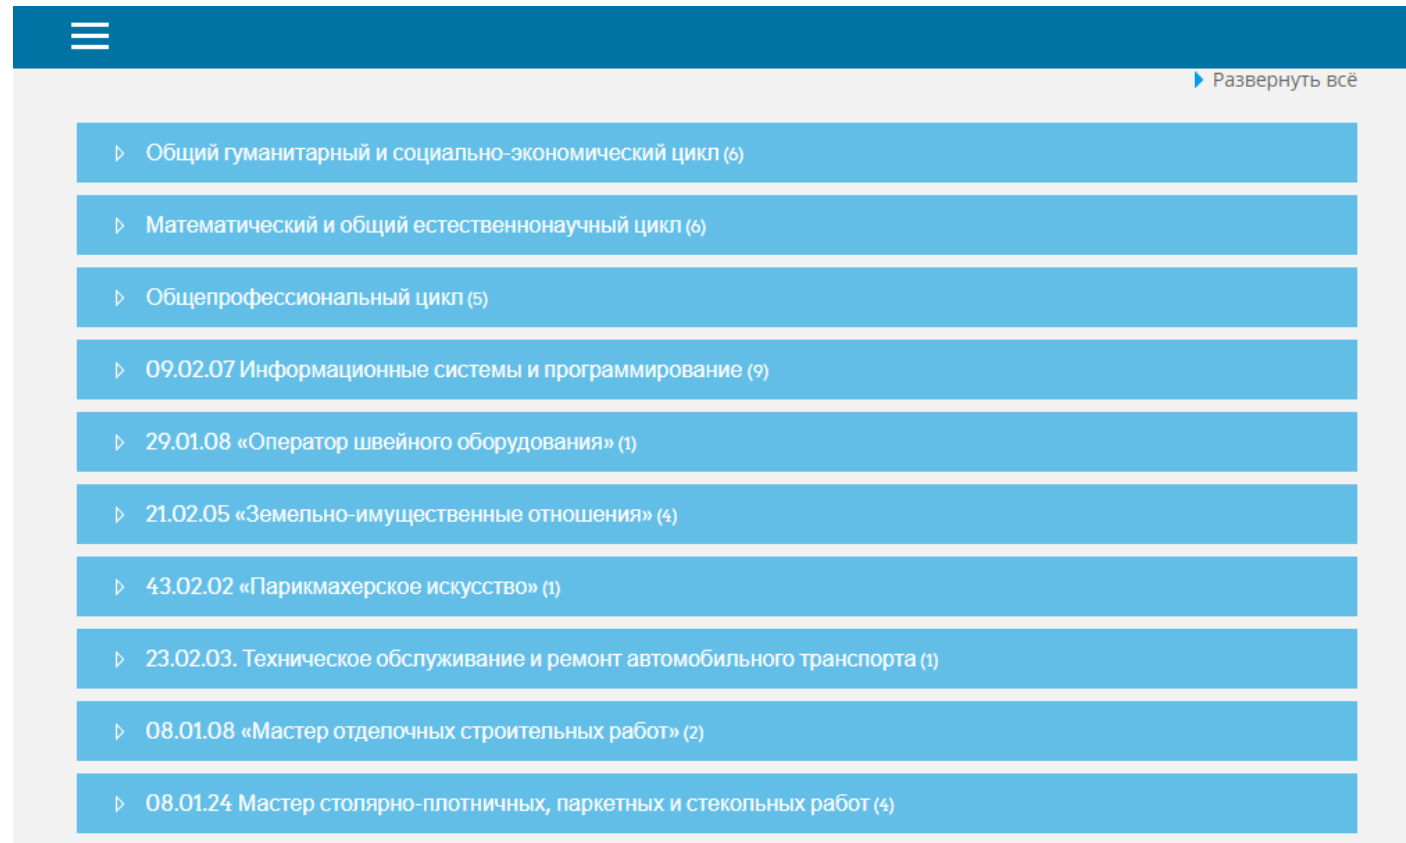 Развернуть всё
Общий гуманитарный и социально-экономический цикл (6)
Математический и общий естественнонаучный цикл (6)
Общепрофессиональный цикл (5)
09.02.07 Информационные системы и программирование (9)
29.01.08 «Оператор швейного оборудования» (1)
21.02.05 «Земельно-имущественные отношения» (4)
43.02.02 «Парикмахерское искусство» (1)
23.02.03. Техническое обслуживание и ремонт автомобильного транспорта (1)
08.01.08 «Мастер отделочных строительных работ» (2)
08.01.24 Мастер столярно-плотничных, паркетных и стекольных работ (4)